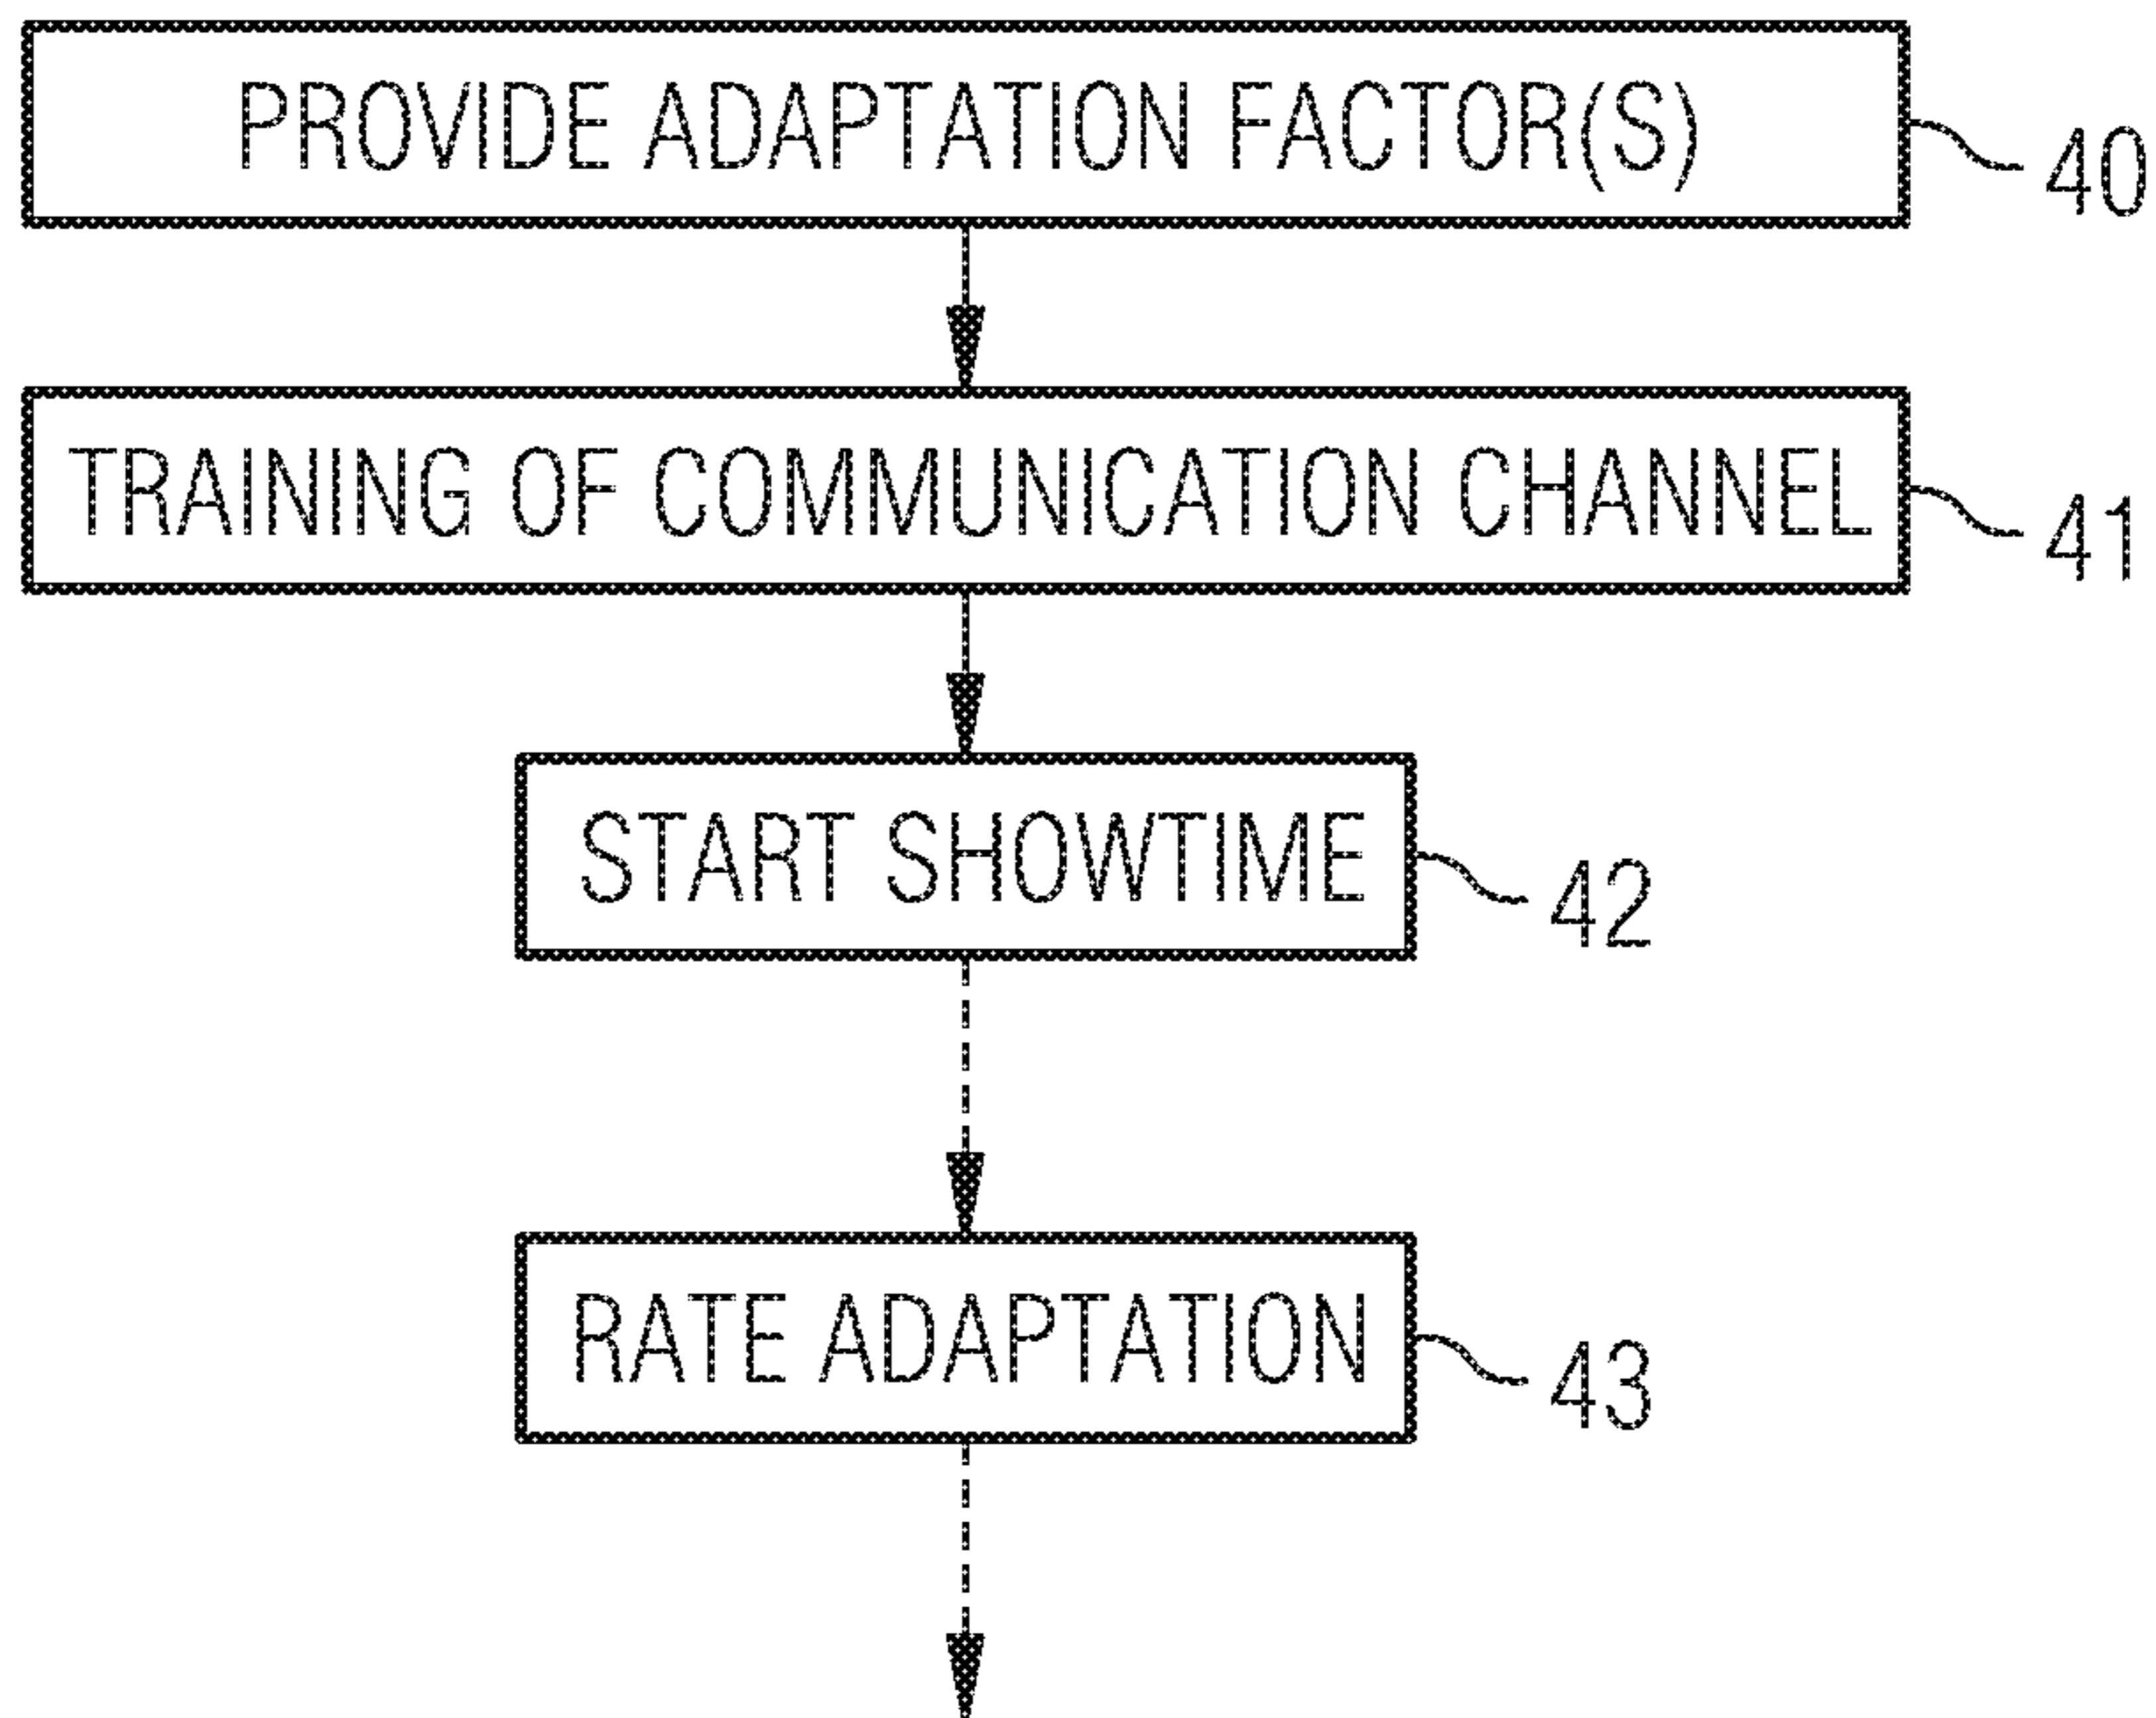 PROVIDE ADAPTATION FACTOR(S)
40
TRAINING OF COMMUNICATION CHANNEL
41
START SHOWTIME
42
RATE ADAPTATION
43